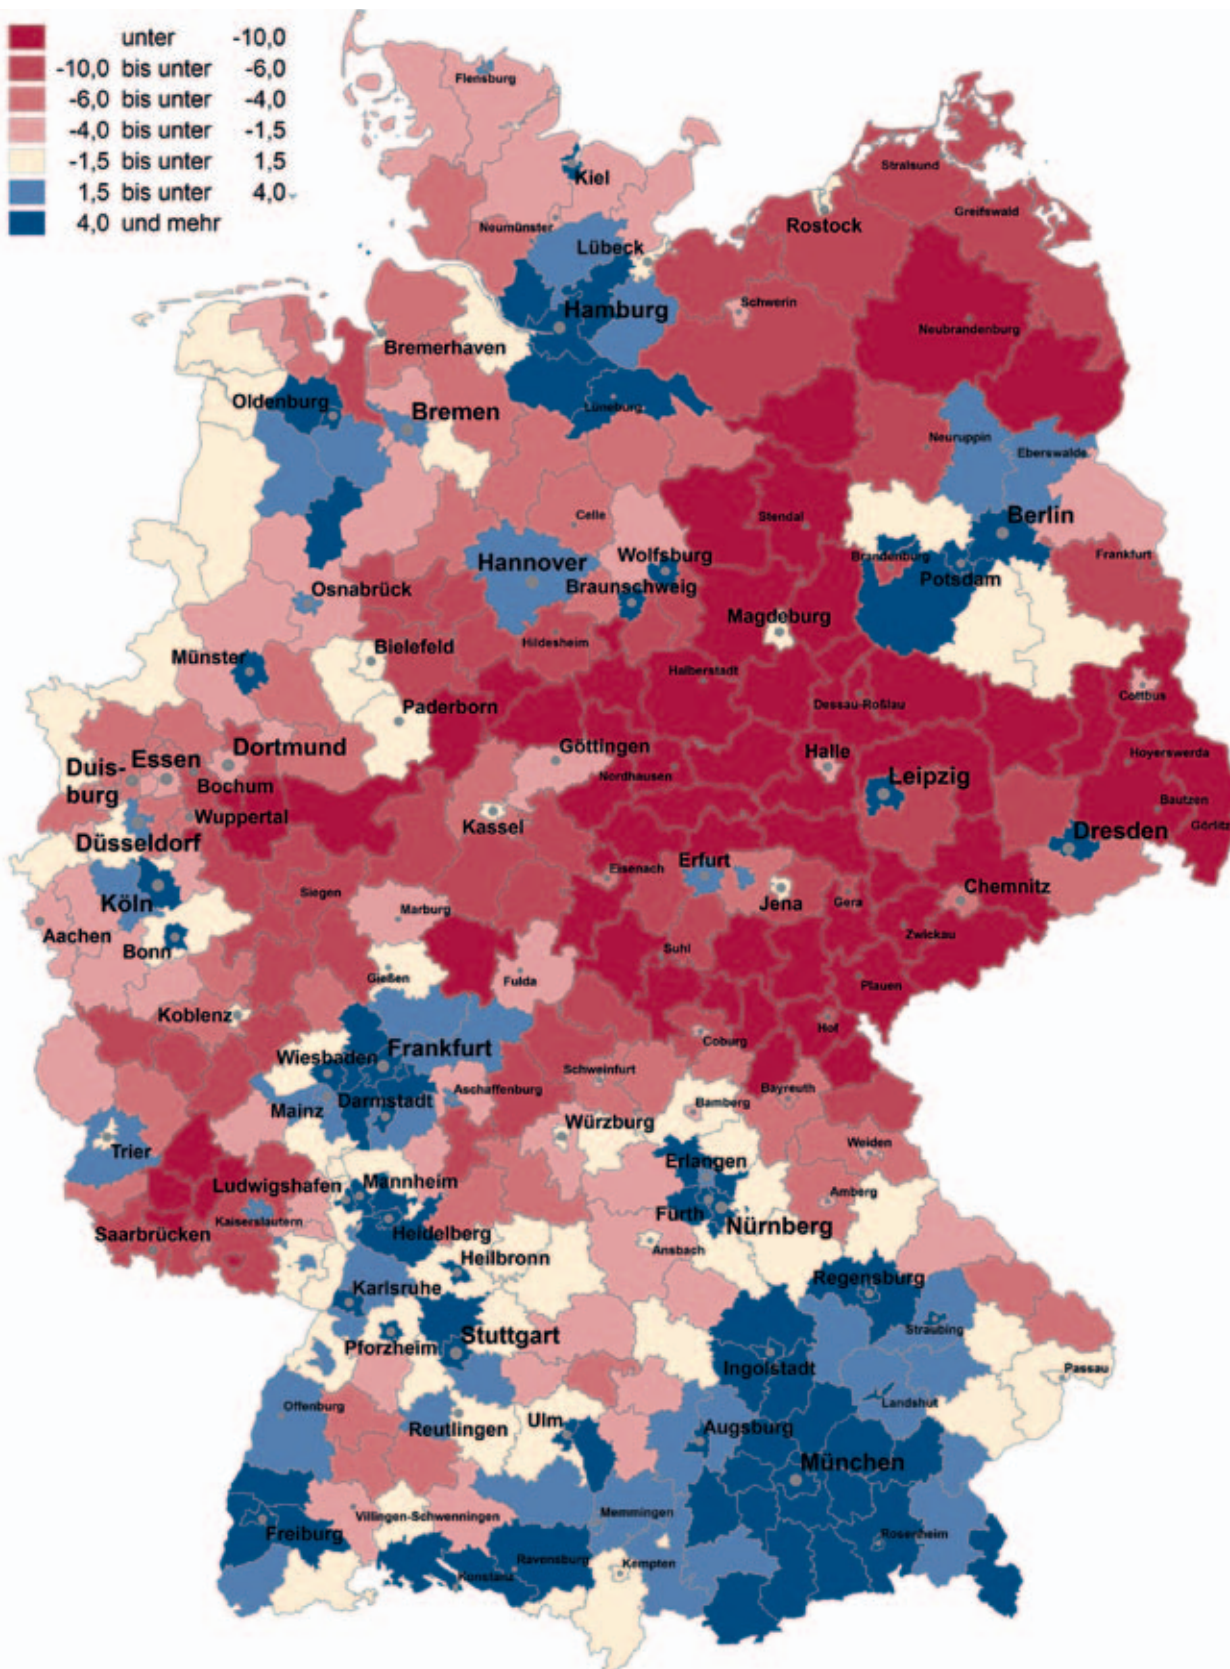 unter -10,0
-10,0 bis unter -6,0
-6,0 bis unter -4,0
-4,0 bis unter -1,5
-1,5 bis unter 1,5
1,5 bis unter 4,0
4,0 und mehr
Flensburg
Kiel
Stralsund
Greifswald
Rostock
Neumünster
Lübeck
Schwerin
Hamburg
Neubrandenburg
Bremerhaven
Oldenburg
Lüneburg
Bremen
Neuruppin
Eberswalde
Celle
Stendal
Berlin
Hannover
Wolfsburg
Brandenburg
Frankfurt
Potsdam
Osnabrück
Braunschweig
Magdeburg
Hildesheim
Bielefeld
Münster
Halberstadt
Cottbus
Dessau-Roßlau
Paderborn
Göttingen
Dortmund
Halle
Hoyerswerda
Essen
Duis-
burg
Nordhausen
Leipzig
Bochum
Bautzen
Wuppertal
Kassel
Görlitz
Dresden
Düsseldorf
Erfurt
Eisenach
Chemnitz
Siegen
Köln
Jena
Gera
Marburg
Aachen
Zwickau
Bonn
Suhl
Gießen
Fulda
Plauen
Koblenz
Hof
Coburg
Wiesbaden
Frankfurt
Schweinfurt
Aschaffenburg
Bayreuth
Mainz
Darmstadt
Bamberg
Würzburg
Trier
Weiden
Erlangen
Ludwigshafen
Mannheim
Amberg
Kaiserslautern
Fürth
Nürnberg
Saarbrücken
Heidelberg
Ansbach
Heilbronn
Regensburg
Karlsruhe
Straubing
Stuttgart
Pforzheim
Ingolstadt
Passau
Offenburg
Landshut
Reutlingen
Ulm
Augsburg
München
Memmingen
Villingen-Schwenningen
Freiburg
Rosenheim
Ravensburg
Kempten
Konstanz